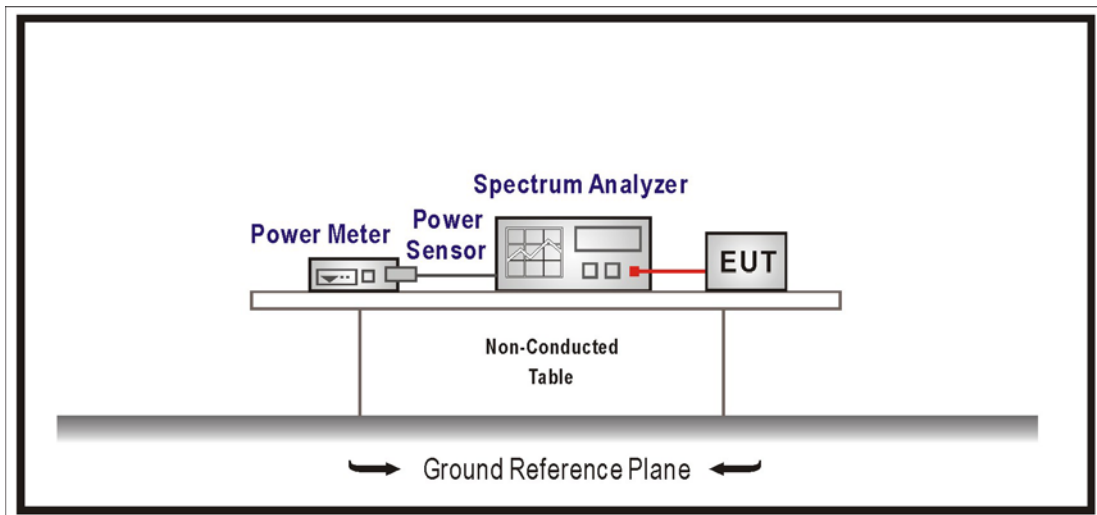 Spectrum Analyzer
Power Meter
Power
Sensor
EUT
Non-Conducted
Table
Ground Reference Plane